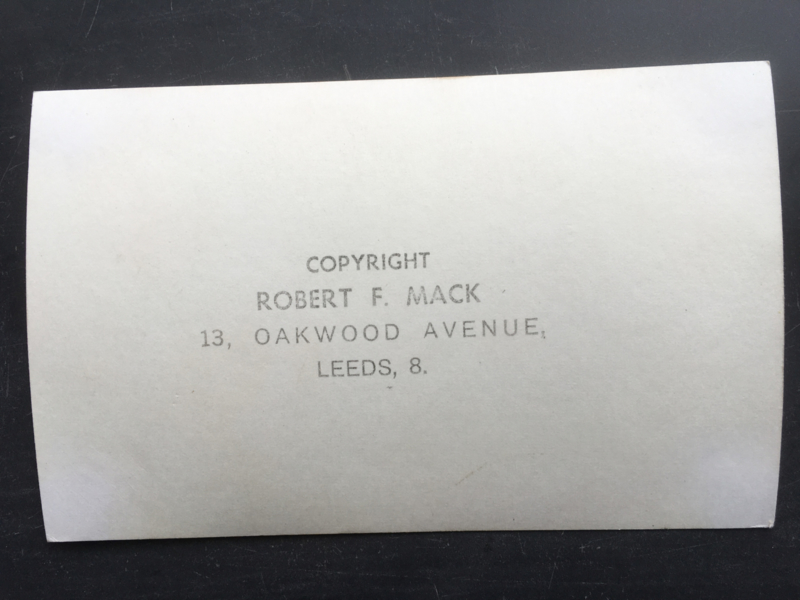 COPYRIGHT
ROBERT F. MACK
13, OAKWOOD AVENUE,
LEEDS, 8.